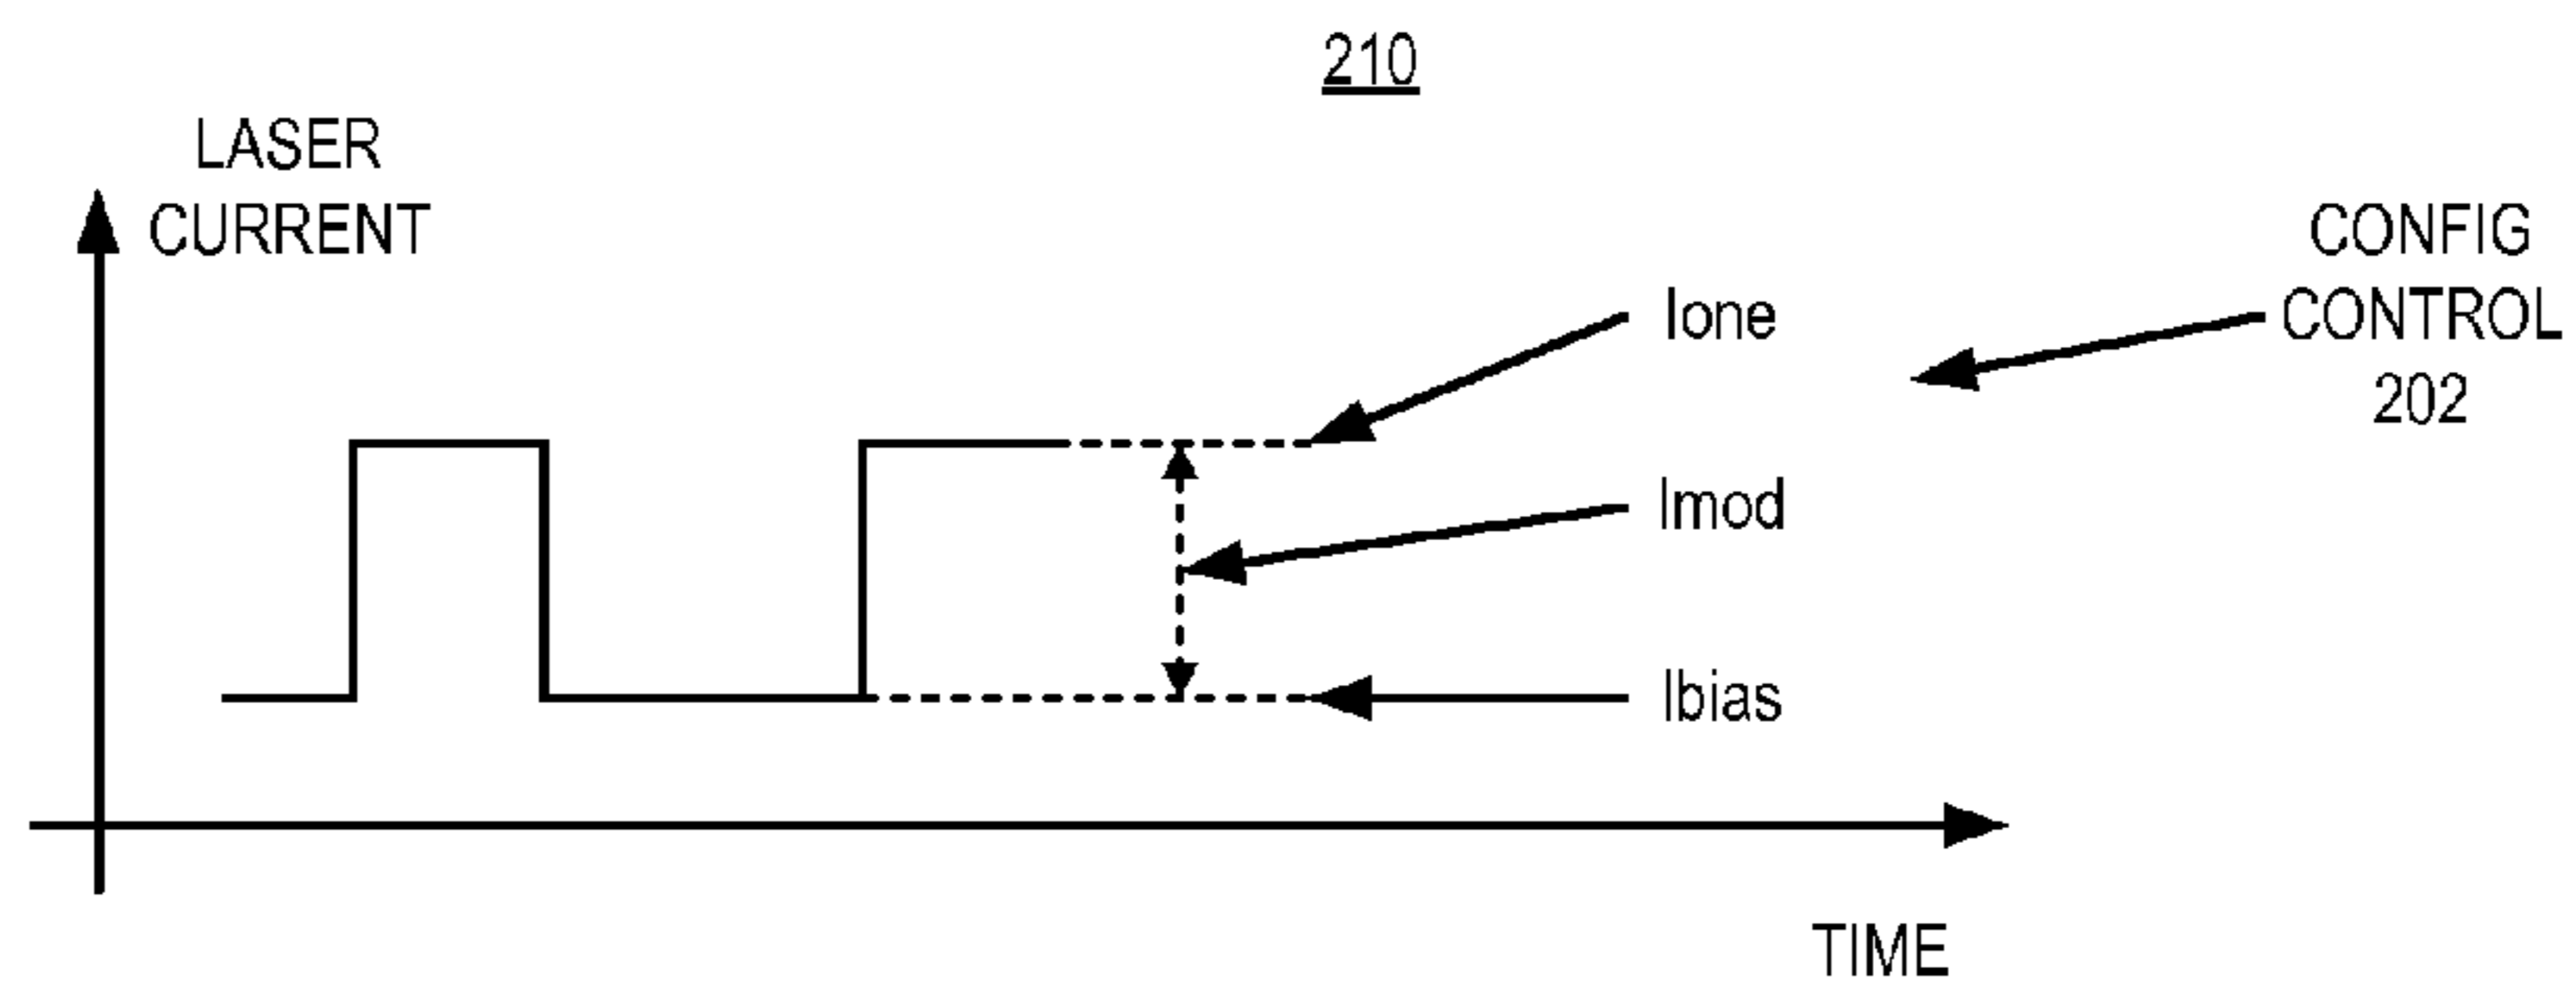 210
LASER
CURRENT
CONFIG
CONTROL
202
Ione
Imod
Ibias
TIME